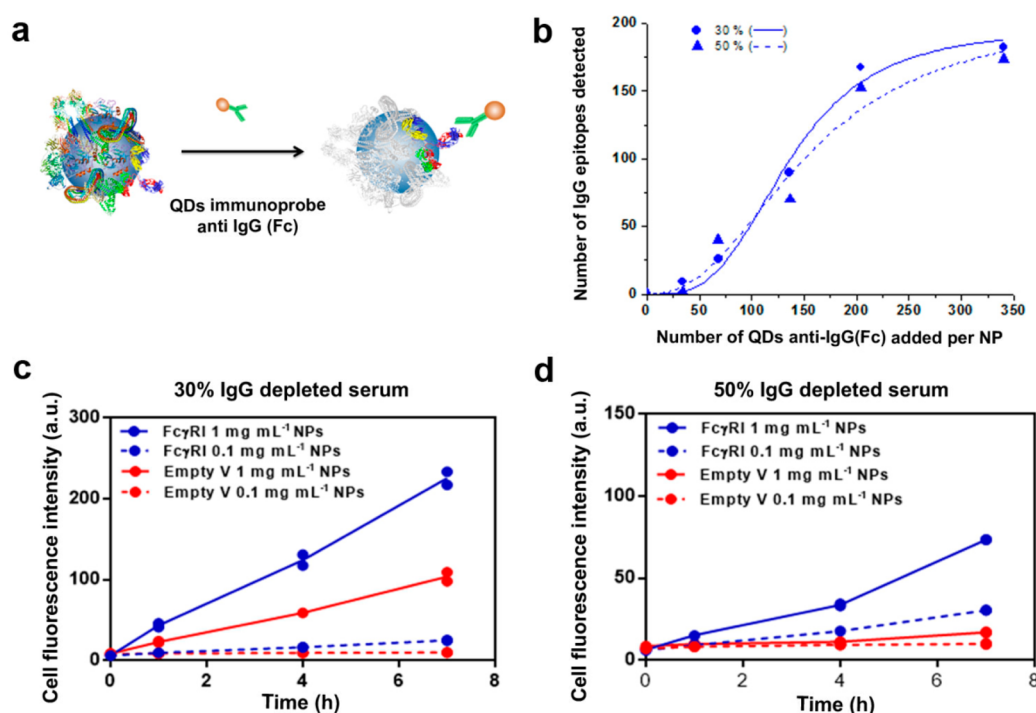 a
QDs immunoprobe
anti IgG (Fc)
b
Number of IgG epitopes detected
200
150
100
50
0
30 % (—)
50 % (---)
0 50 100 150 200 250 300 350
Number of QDs anti-IgG(Fc) added per NP
c
30% IgG depleted serum
Cell fluorescence intensity (a.u.)
300
200
100
0
FcγRI 1 mg mL⁻¹ NPs
FcγRI 0.1 mg mL⁻¹ NPs
Empty V 1 mg mL⁻¹ NPs
Empty V 0.1 mg mL⁻¹ NPs
0 2 4 6 8
Time (h)
d
50% IgG depleted serum
Cell fluorescence intensity (a.u.)
150
100
50
0
FcγRI 1 mg mL⁻¹ NPs
FcγRI 0.1 mg mL⁻¹ NPs
Empty V 1 mg mL⁻¹ NPs
Empty V 0.1 mg mL⁻¹ NPs
0 2 4 6 8
Time (h)